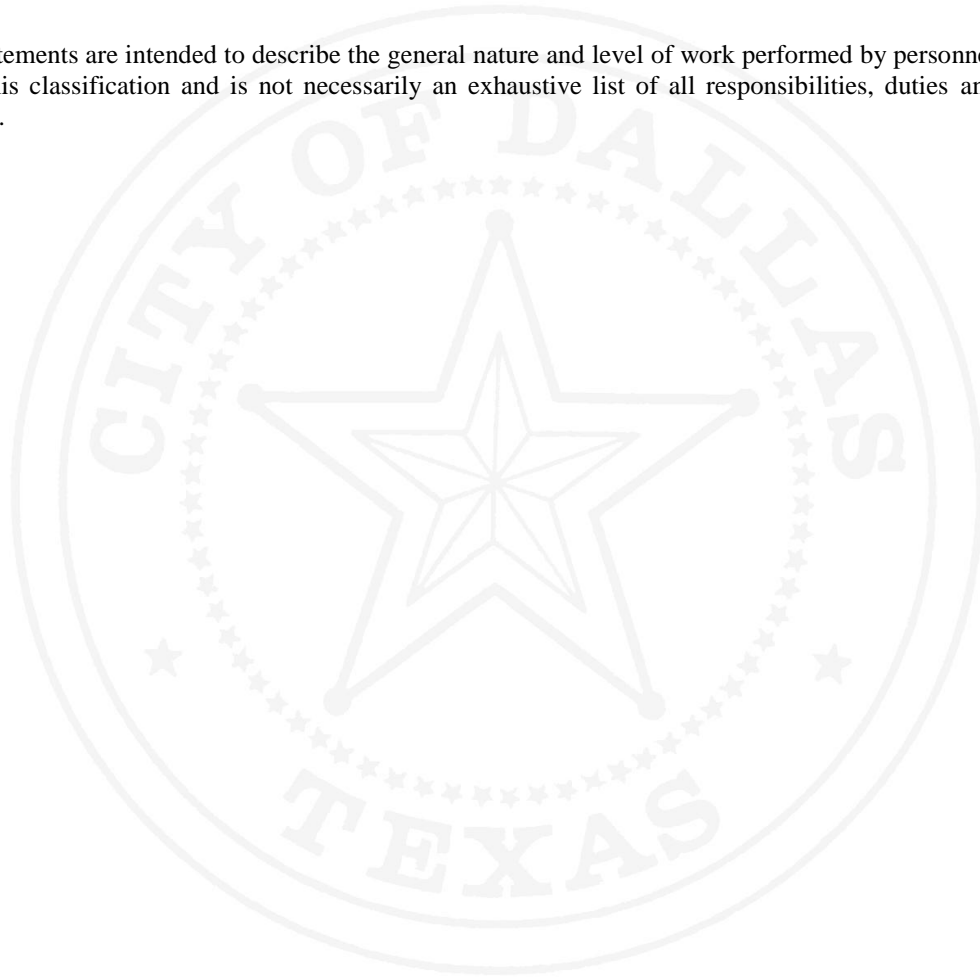 tements are intended to describe the general nature and level of work performed by personne
is classification and is not necessarily an exhaustive list of all responsibilities, duties an
.
CITY OF DALLAS
TEXAS